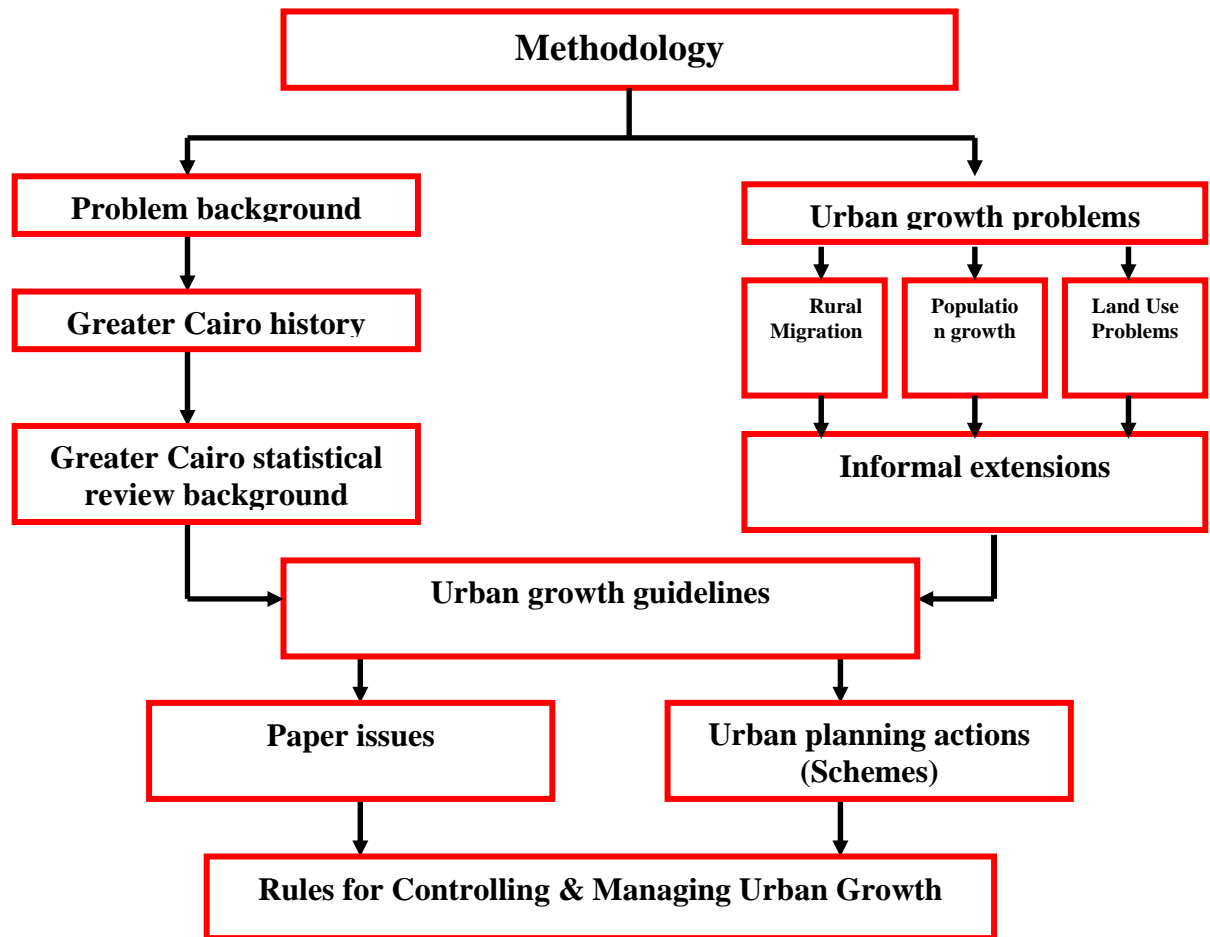 Methodology
Problem background
Urban growth problems
Rural
Migration
Populatio
n growth
Land Use
Problems
Greater Cairo history
Greater Cairo statistical
review background
Informal extensions
Urban growth guidelines
Paper issues
Urban planning actions
(Schemes)
Rules for Controlling & Managing Urban Growth